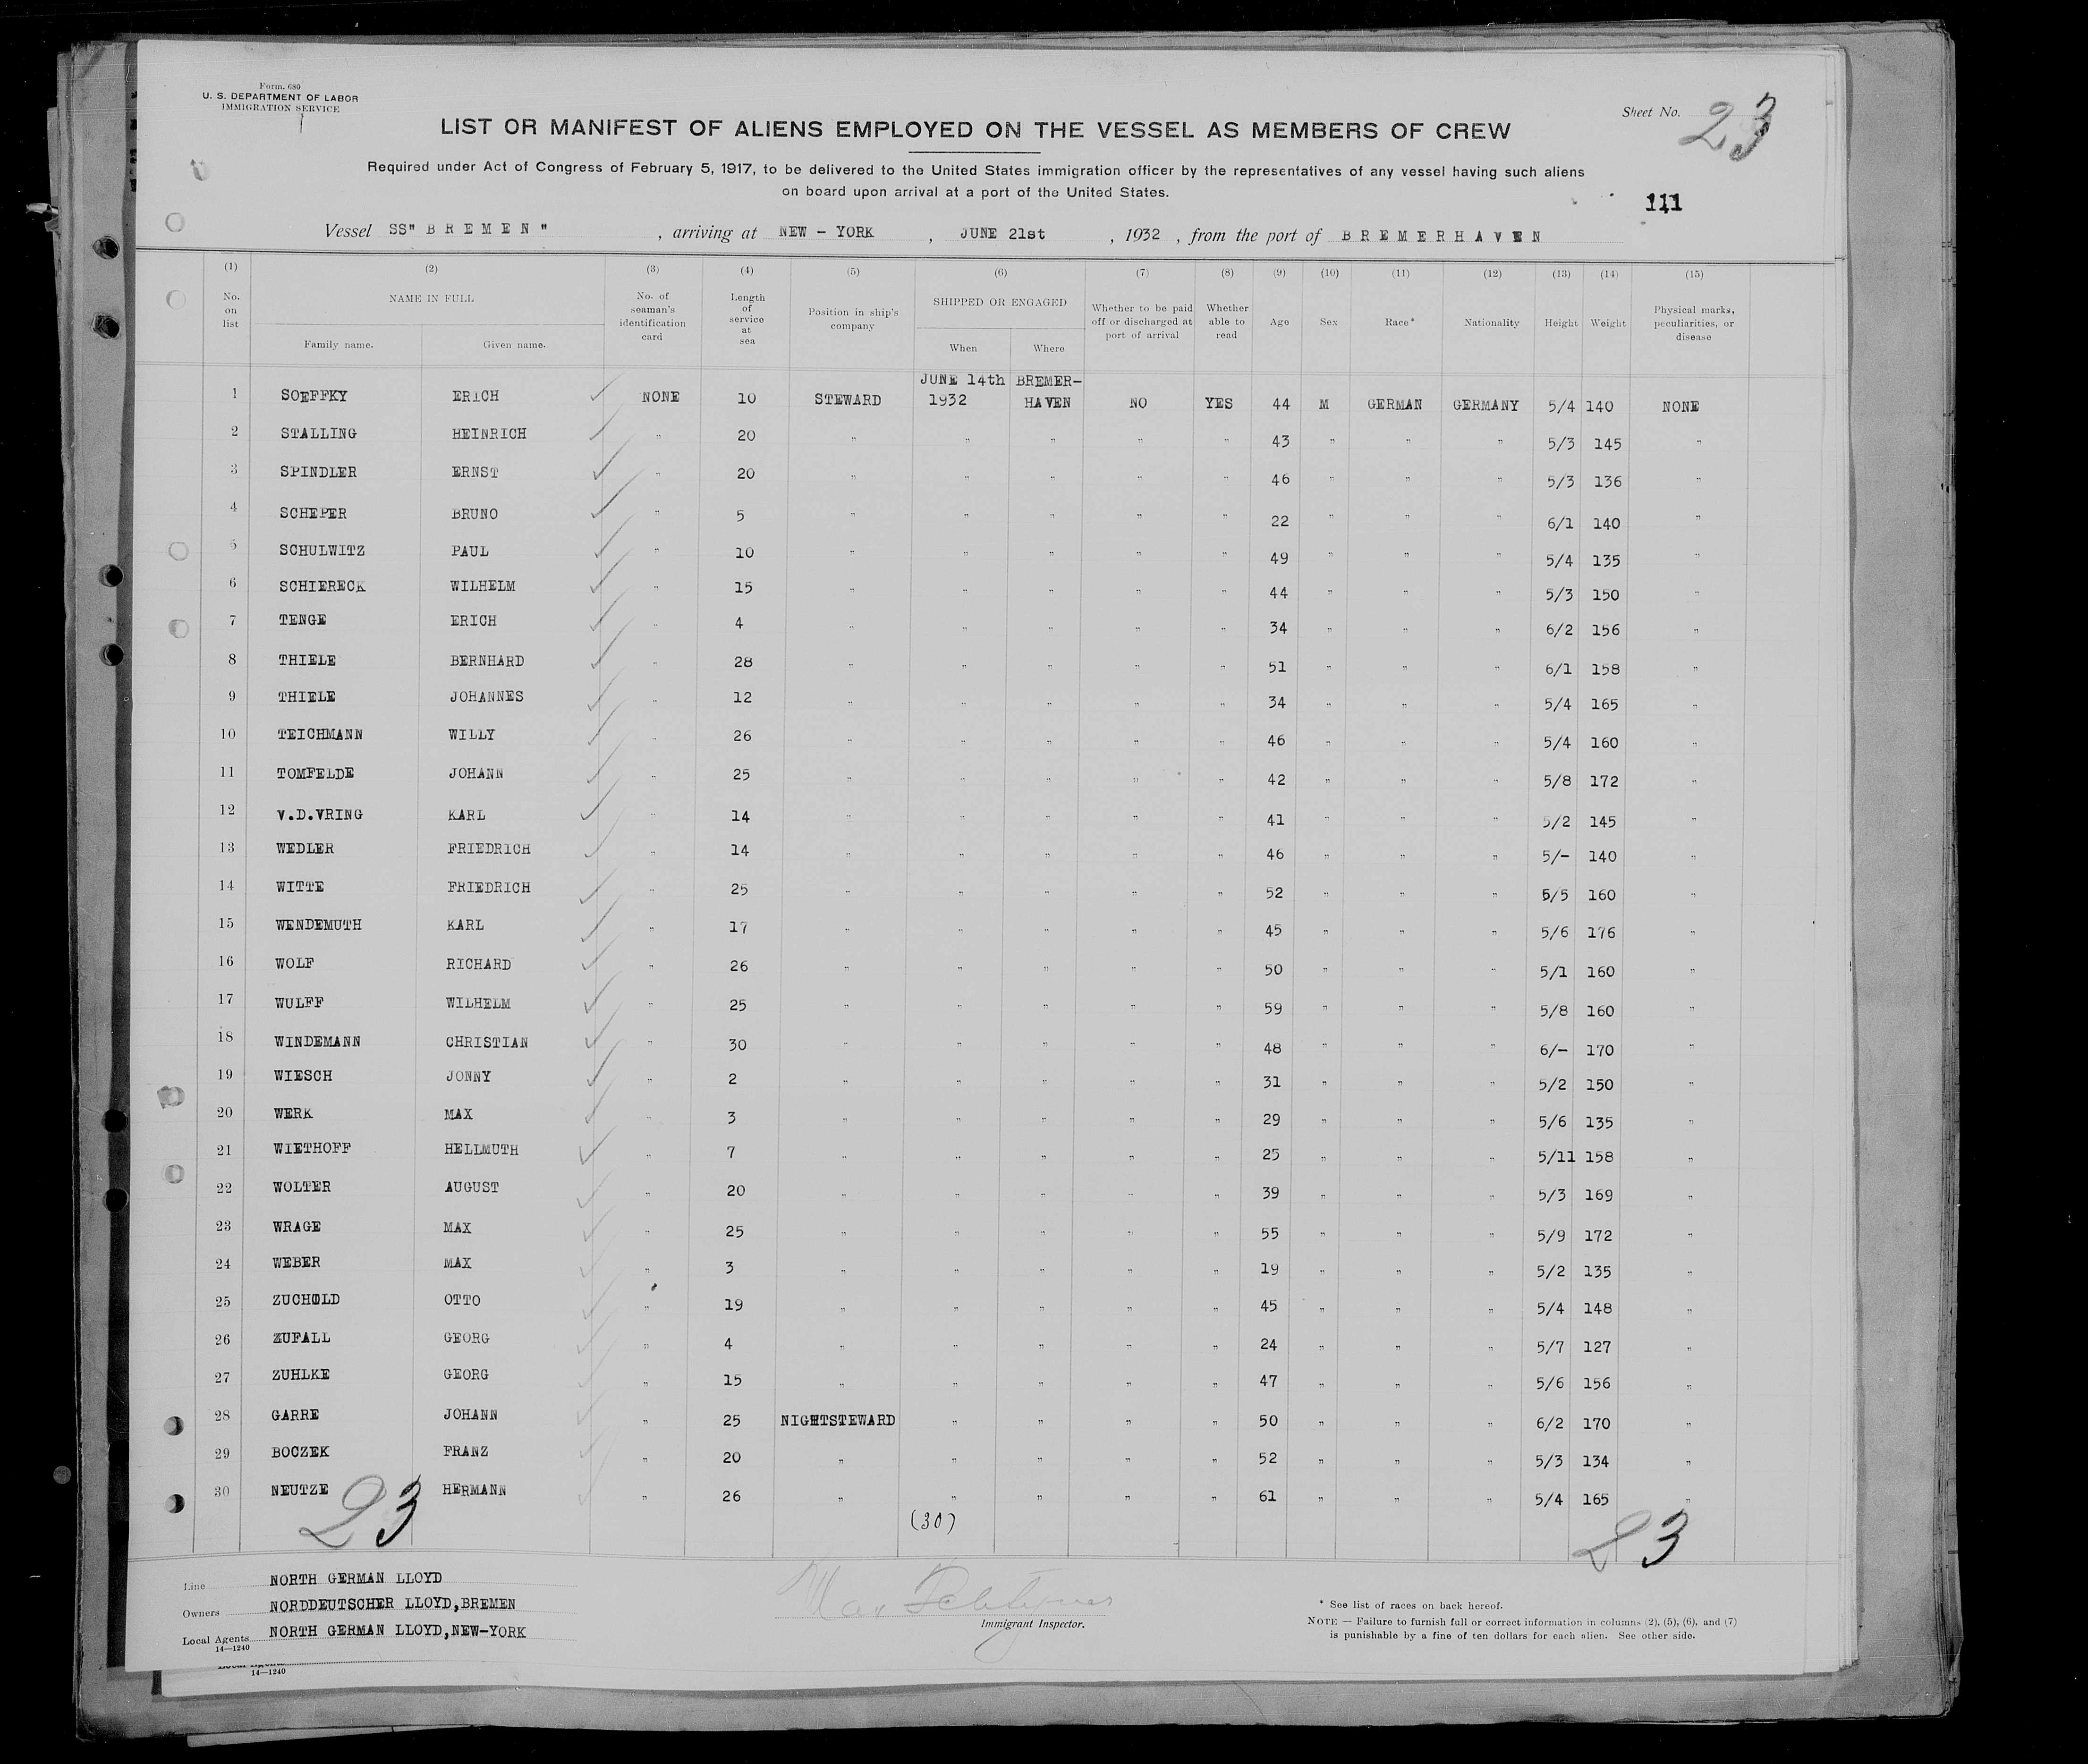 Form. 680
U. S. DEPARTMENT OF LABOR
IMMIGRATION SERVICE
Sheet No. 23
LIST OR MANIFEST OF ALIENS EMPLOYED ON THE VESSEL AS MEMBERS OF CREW
Required under Act of Congress of February 5, 1917, to be delivered to the United States immigration officer by the representatives of any vessel having such aliens
on board upon arrival at a port of the United States.
111
Vessel SS" B R E M E N " , arriving at NEW - YORK , JUNE 21st , 1932 , from the port of B R E M E R H A V E N
(1) (2) (3) (4) (5) (6) (7) (8) (9) (10) (11) (12) (13) (14) (15)
No. on list NAME IN FULL Family name. Given name. No. of seaman's identification card Length of service at sea Position in ship's company SHIPPED OR ENGAGED When Where Whether to be paid off or discharged at port of arrival Whether able to read Age Sex Race* Nationality Height Weight Physical marks, peculiarities, or disease
JUNE 14th BREMER-
1 SOEFFKY ERICH NONE 10 STEWARD 1932 HAVEN NO YES 44 M GERMAN GERMANY 5/4 140 NONE
2 STALLING HEINRICH " 20 " " " " " 43 " " " 5/3 145 "
3 SPINDLER ERNST " 20 " " " " " 46 " " " 5/3 136 "
4 SCHEPER BRUNO " 5 " " " " " 22 " " " 6/1 140 "
5 SCHULWITZ PAUL " 10 " " " " " 49 " " " 5/4 135 "
6 SCHIERECK WILHELM " 15 " " " " " 44 " " " 5/3 150 "
7 TENGE ERICH " 4 " " " " " 34 " " " 6/2 156 "
8 THIELE BERNHARD " 28 " " " " " 51 " " " 6/1 158 "
9 THIELE JOHANNES " 12 " " " " " 34 " " " 5/4 165 "
10 TEICHMANN WILLY " 26 " " " " " 46 " " " 5/4 160 "
11 TOMFELDE JOHANN " 25 " " " " " 42 " " " 5/8 172 "
12 V.D.VRING KARL " 14 " " " " " 41 " " " 5/2 145 "
13 WEDLER FRIEDRICH " 14 " " " " " 46 " " " 5/- 140 "
14 WITTE FRIEDRICH " 25 " " " " " 52 " " " 5/5 160 "
15 WENDEMUTH KARL " 17 " " " " " 45 " " " 5/6 176 "
16 WOLF RICHARD " 26 " " " " " 50 " " " 5/1 160 "
17 WULFF WILHELM " 25 " " " " " 59 " " " 5/8 160 "
18 WINDEMANN CHRISTIAN " 30 " " " " " 48 " " " 6/- 170 "
19 WIESCH JONNY " 2 " " " " " 31 " " " 5/2 150 "
20 WERK MAX " 3 " " " " " 29 " " " 5/6 135 "
21 WIETHOFF HELLMUTH " 7 " " " " " 25 " " " 5/11 158 "
22 WOLTER AUGUST " 20 " " " " " 39 " " " 5/3 169 "
23 WRAGE MAX " 25 " " " " " 55 " " " 5/9 172 "
24 WEBER MAX " 3 " " " " " 19 " " " 5/2 135 "
25 ZUCHOLD OTTO " 19 " " " " " 45 " " " 5/4 148 "
26 ZUFALL GEORG " 4 " " " " " 24 " " " 5/7 127 "
27 ZUHLKE GEORG " 15 " " " " " 47 " " " 5/6 156 "
28 GARRE JOHANN " 25 NIGHTSTEWARD " " " " 50 " " " 6/2 170 "
29 BOCZEK FRANZ " 20 " " " " " 52 " " " 5/3 134 "
30 NEUTZE HERMANN " 26 " " " " " 61 " " " 5/4 165 "
23 (30) 23
Line NORTH GERMAN LLOYD
Owners NORDDEUTSCHER LLOYD,BREMEN
Local Agents NORTH GERMAN LLOYD,NEW-YORK
14—1240
Max
Immigrant Inspector.
* See list of races on back hereof.
NOTE — Failure to furnish full or correct information in columns (2), (5), (6), and (7)
is punishable by a fine of ten dollars for each alien. See other side.
14—1240